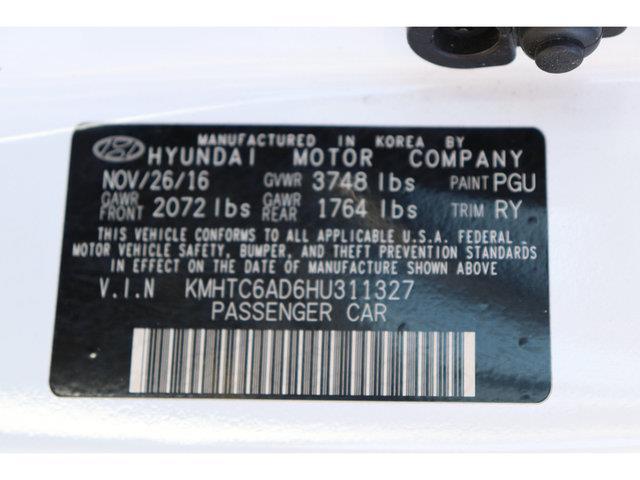 MANUFACTURED IN KOREA BY
HYUNDAI MOTOR COMPANY
NOV/26/16 GVWR 3748 lbs PAINT PGU
GAWR FRONT 2072 lbs GAWR REAR 1764 lbs TRIM RY
THIS VEHICLE CONFORMS TO ALL APPLICABLE U.S.A. FEDERAL
MOTOR VEHICLE SAFETY, BUMPER, AND THEFT PREVENTION STANDARDS
IN EFFECT ON THE DATE OF MANUFACTURE SHOWN ABOVE
V.I.N KMHTC6AD6HU311327
PASSENGER CAR